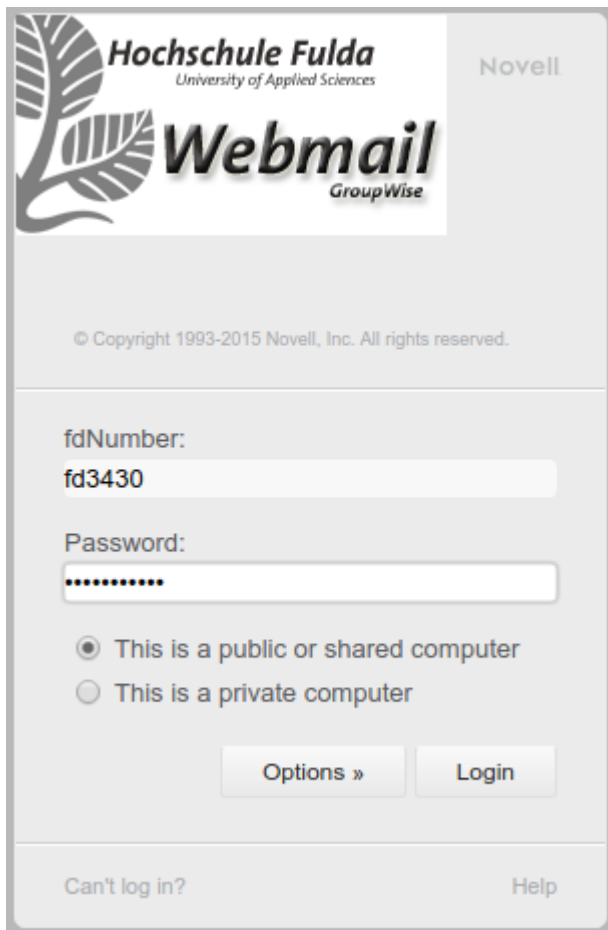 Hochschule Fulda
University of Applied Sciences
Novell
Webmail
GroupWise
© Copyright 1993-2015 Novell, Inc. All rights reserved.
fdNumber:
fd3430
Password:
•••••••••••
This is a public or shared computer
This is a private computer
Options » Login
Can't log in? Help